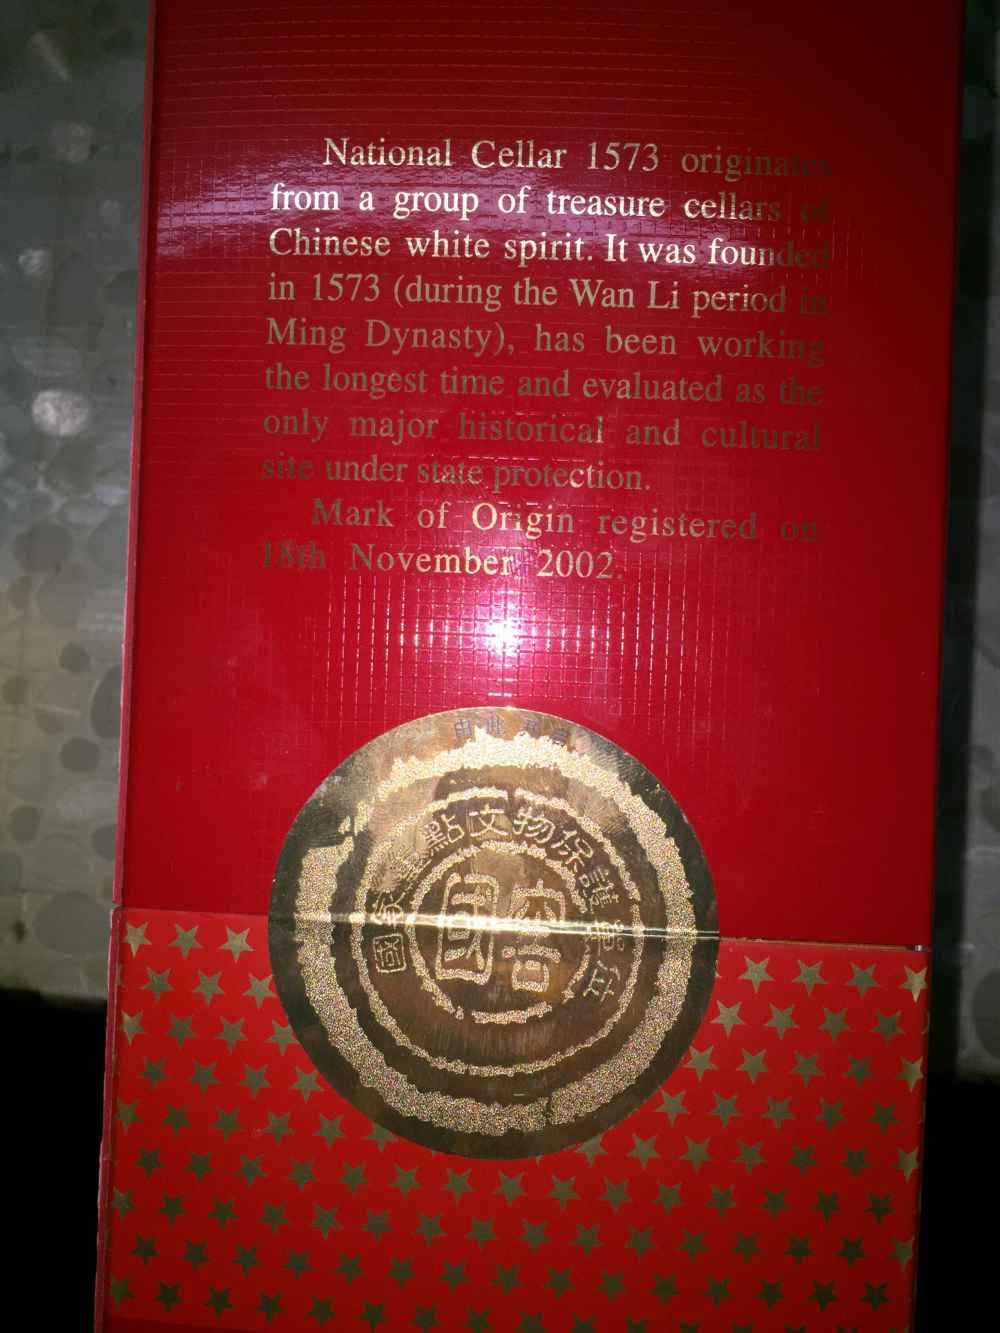 National Cellar 1573 originates
from a group of treasure cellars of
Chinese white spirit. It was founded
in 1573 (during the Wan Li period in
Ming Dynasty), has been working
the longest time and evaluated as the
only major historical and cultural
site under state protection.
Mark of Origin registered on
18th November, 2002.
國家重點文物保護單位
國窖